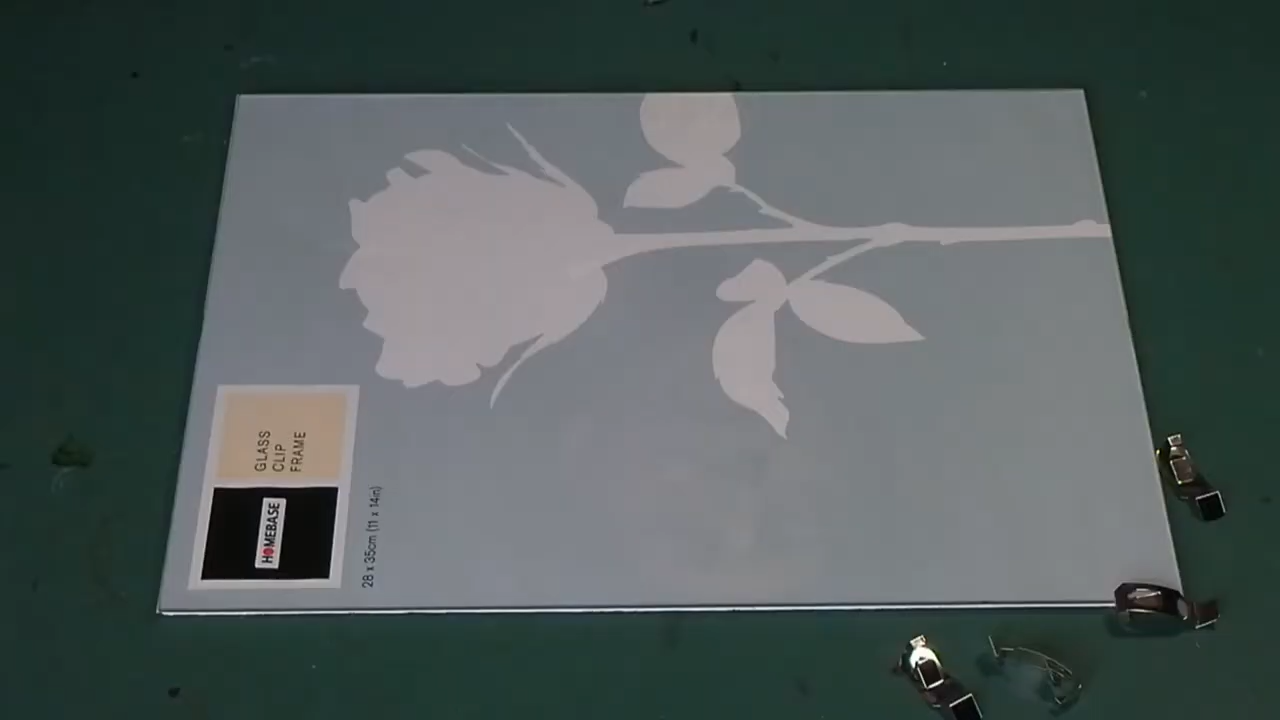 GLASS
CLIP
FRAME
HOMEBASE
28 x 35cm (11 x 14in)